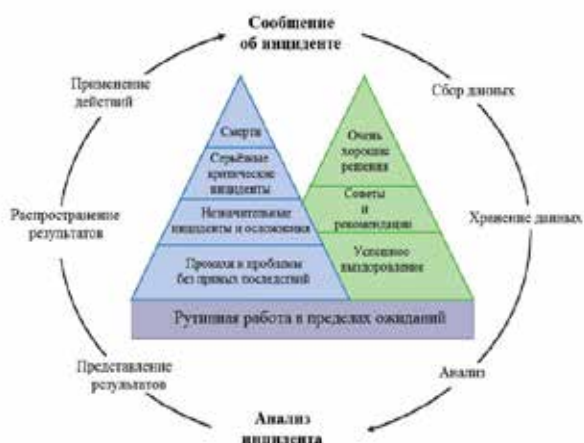 Сообщение
об инциденте
Применение
действий
Сбор данных
Смерти
Серьёзные
критические
инциденты
Незначительные
инциденты и осложнения
Промахи и проблемы
без прямых последствий
Очень
хорошие
решения
Советы
и
рекомендации
Успешное
выздоровление
Распространение
результатов
Хранение данных
Рутинная работа в пределах ожиданий
Представление
результатов
Анализ
Анализ
инцидента